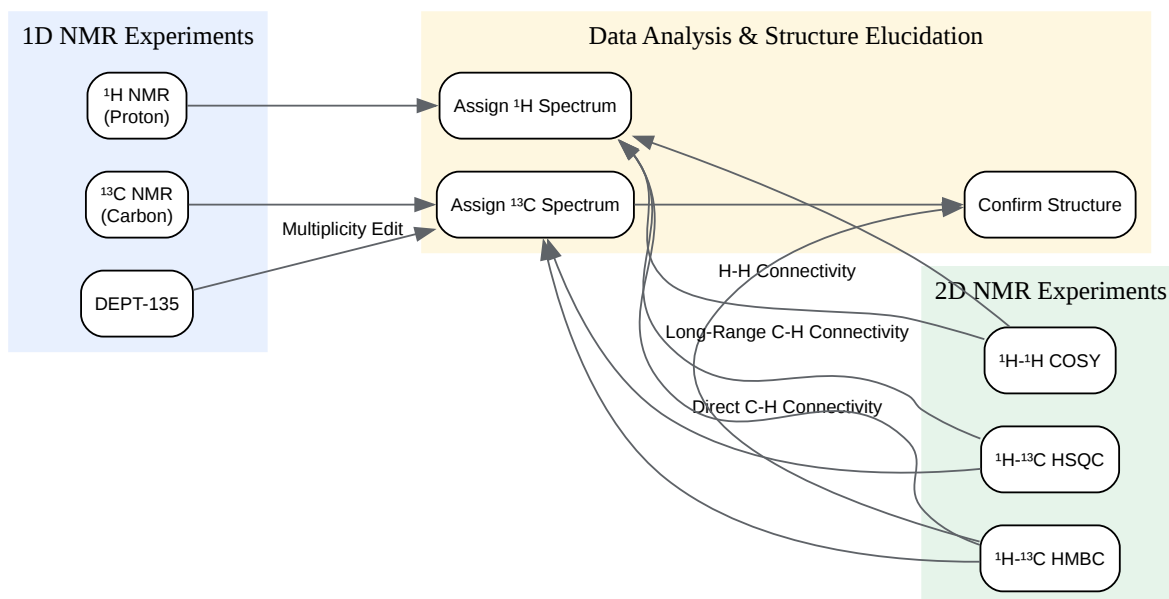 1D NMR Experiments
¹H NMR
(Proton)
¹³C NMR
(Carbon)
DEPT-135
Multiplicity Edit
Data Analysis & Structure Elucidation
Assign ¹H Spectrum
Assign ¹³C Spectrum
Confirm Structure
H-H Connectivity
Long-Range C-H Connectivity
Direct C-H Connectivity
2D NMR Experiments
¹H-¹H COSY
¹H-¹³C HSQC
¹H-¹³C HMBC